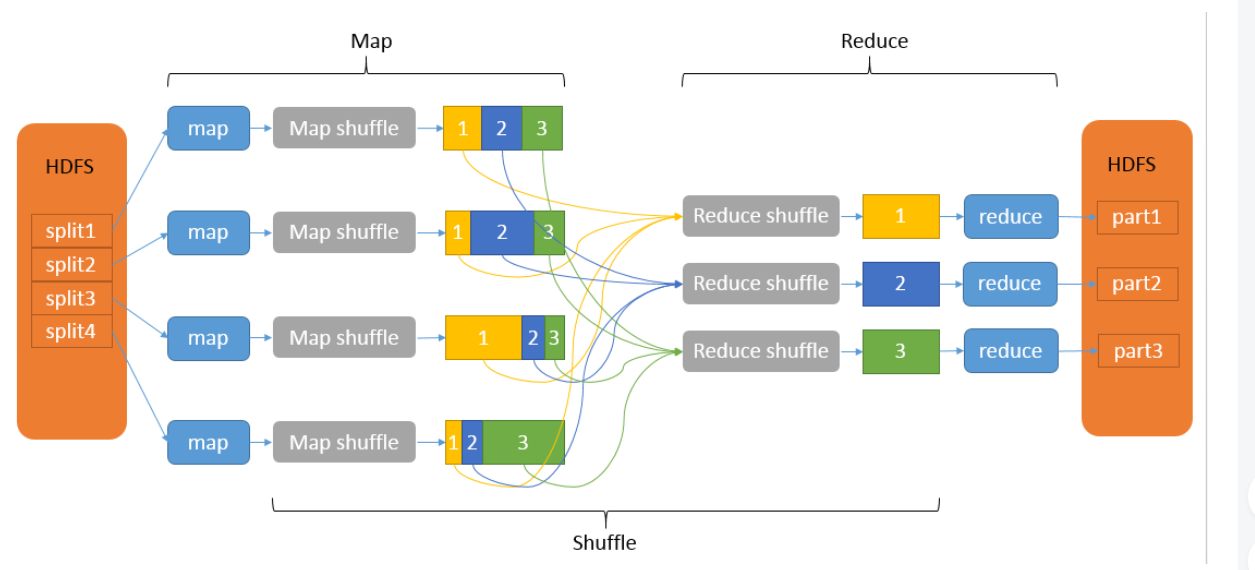 Map
Reduce
HDFS
split1
split2
split3
split4
map
Map shuffle
1 2 3
map
Map shuffle
1 2 3
map
Map shuffle
1 2 3
map
Map shuffle
1 2 3
Reduce shuffle
1
reduce
Reduce shuffle
2
reduce
Reduce shuffle
3
reduce
HDFS
part1
part2
part3
Shuffle